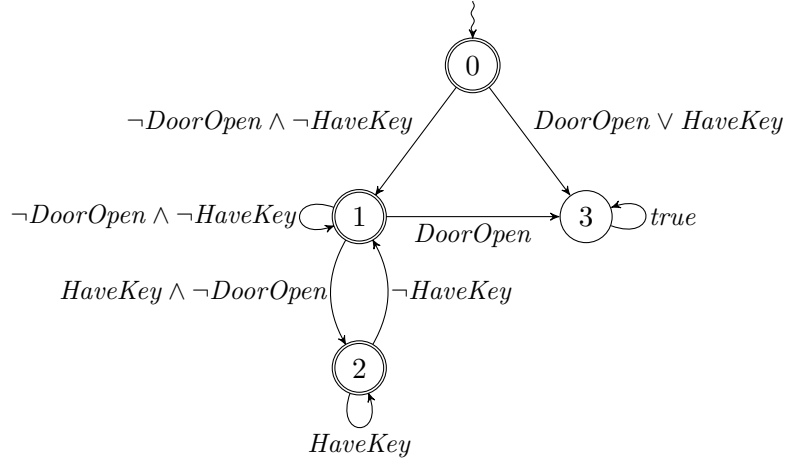 0
¬DoorOpen ∧ ¬HaveKey
DoorOpen ∨ HaveKey
¬DoorOpen ∧ ¬HaveKey
1
DoorOpen
3
true
HaveKey ∧ ¬DoorOpen
¬HaveKey
2
HaveKey